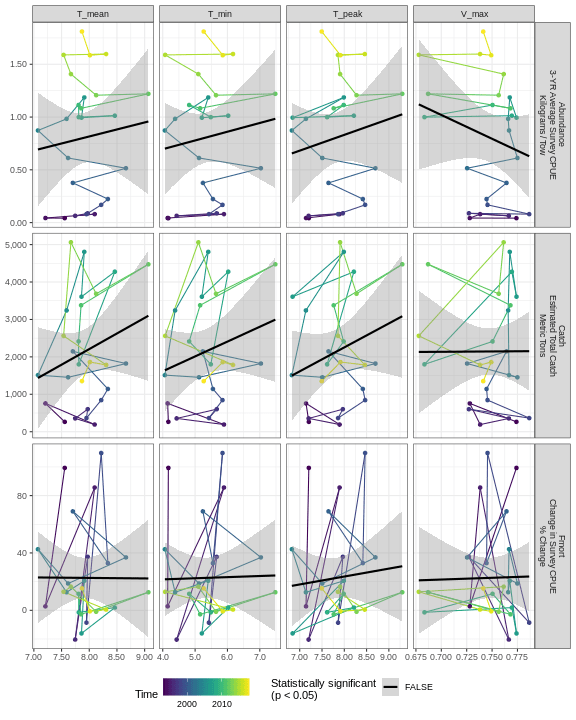 T_mean
T_min
T_peak
V_max
1.50
1.00
0.50
0.00
Abundance
3-YR Average Survey CPUE
Kilograms / Tow
5,000
4,000
3,000
2,000
1,000
0
Catch
Estimated Total Catch
Metric Tons
80
40
0
Fmort
Change in Survey CPUE
% Change
7.00 7.50 8.00 8.50 9.00
4.0 5.0 6.0 7.0
7.00 7.50 8.00 8.50 9.00
0.675 0.700 0.725 0.750 0.775
Time
2000 2010
Statistically significant
(p < 0.05)
FALSE